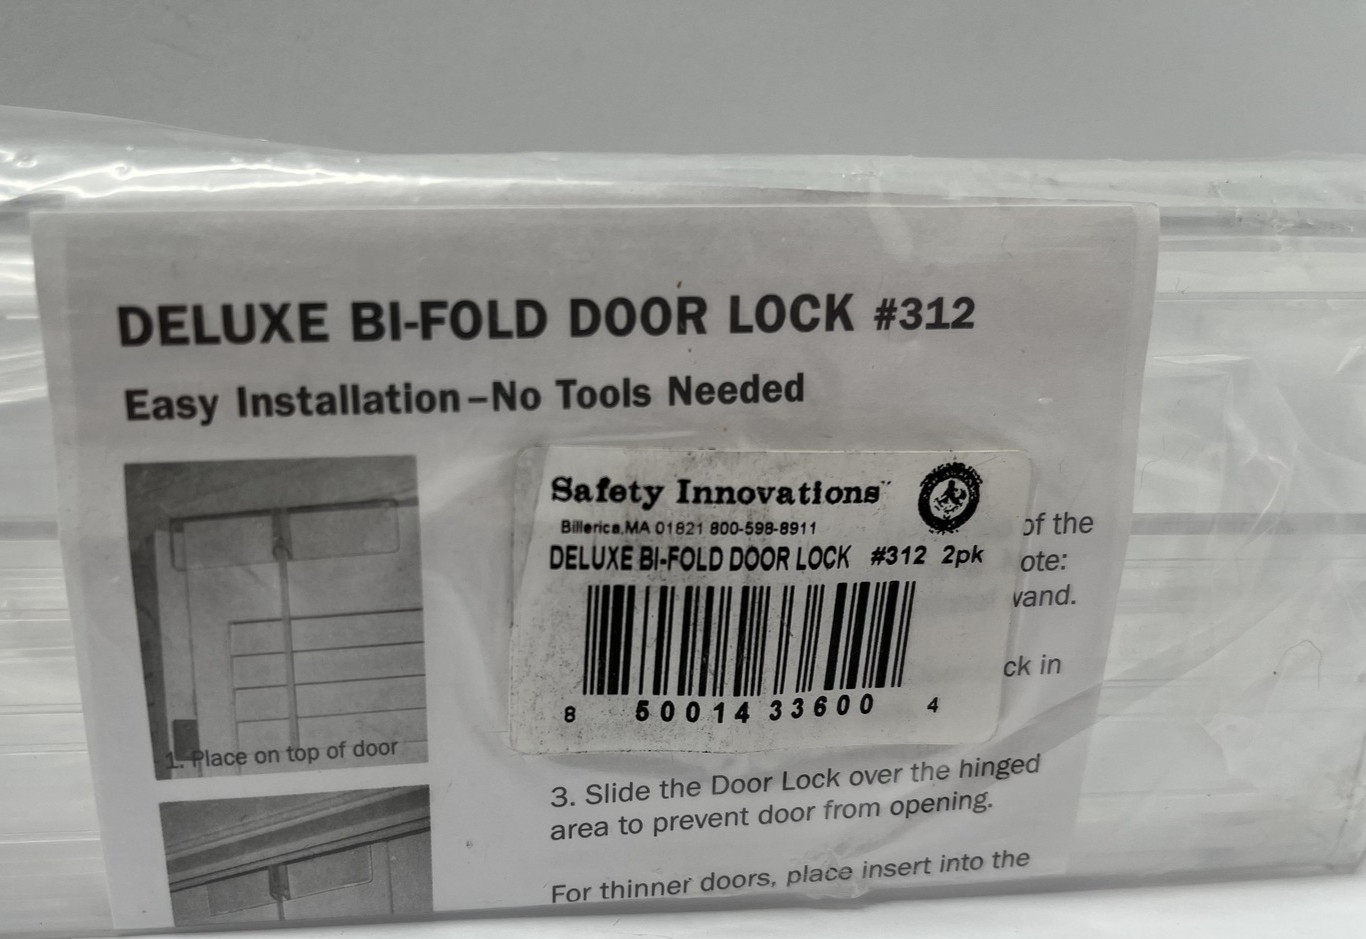 DELUXE BI-FOLD DOOR LOCK #312
Easy Installation–No Tools Needed
1. Place on top of door
Safety Innovations™
Billerica,MA 01821 800-598-8911
DELUXE BI-FOLD DOOR LOCK #312 2pk
8 50014 33600 4
of the
ote:
wand.
ck in
3. Slide the Door Lock over the hinged
area to prevent door from opening.
For thinner doors, place insert into the